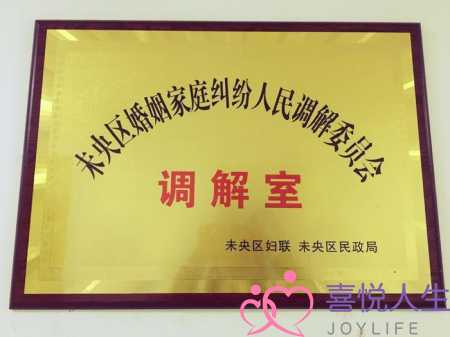 未央区婚姻家庭纠纷人民调解委员会
调解室
未央区妇联 未央区民政局
喜悦人生
JOYLIFE